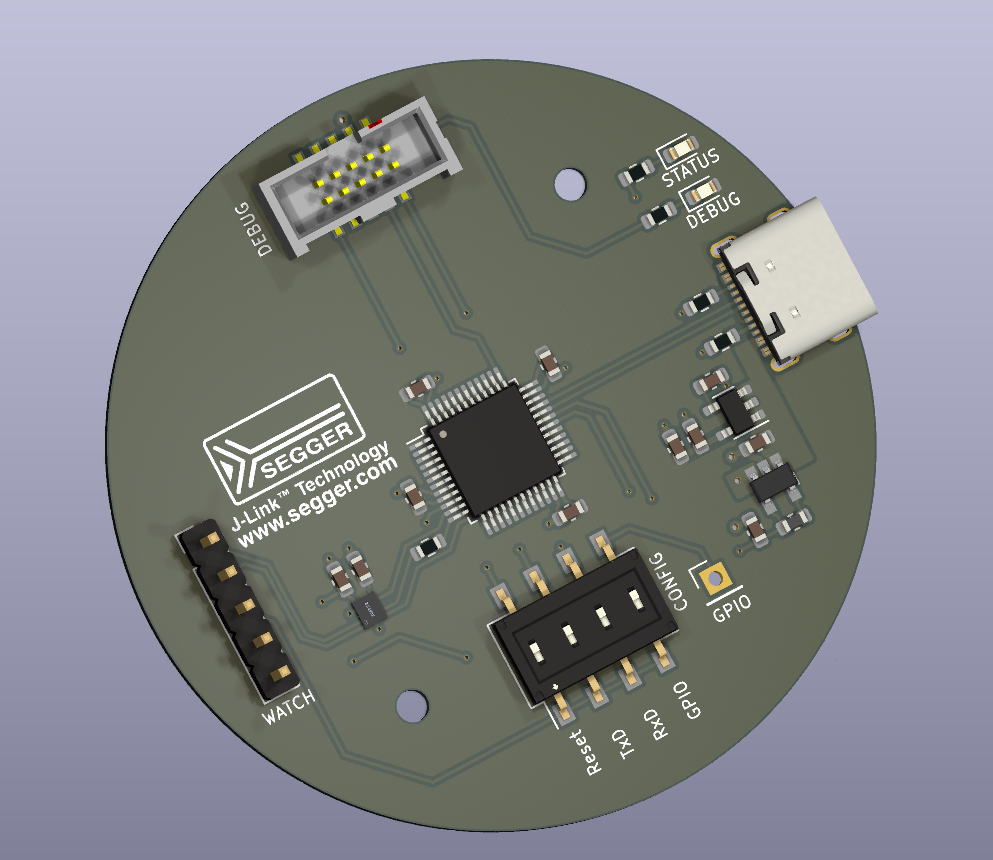 STATUS
DEBUG
DEBUG
SEGGER
J-Link™ Technology
www.segger.com
CONFIG
GPIO
WATCH
Reset
TxD
RxD
GPIO